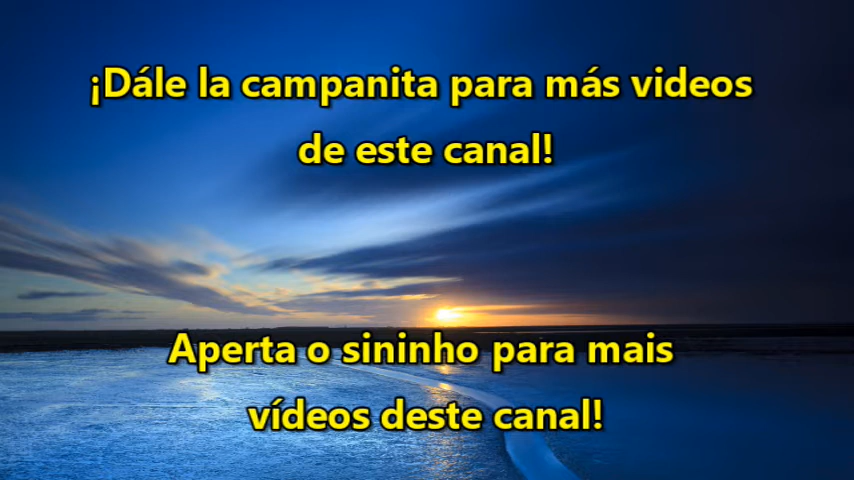 ¡Dále la campanita para más videos
de este canal!
Aperta o sininho para mais
vídeos deste canal!